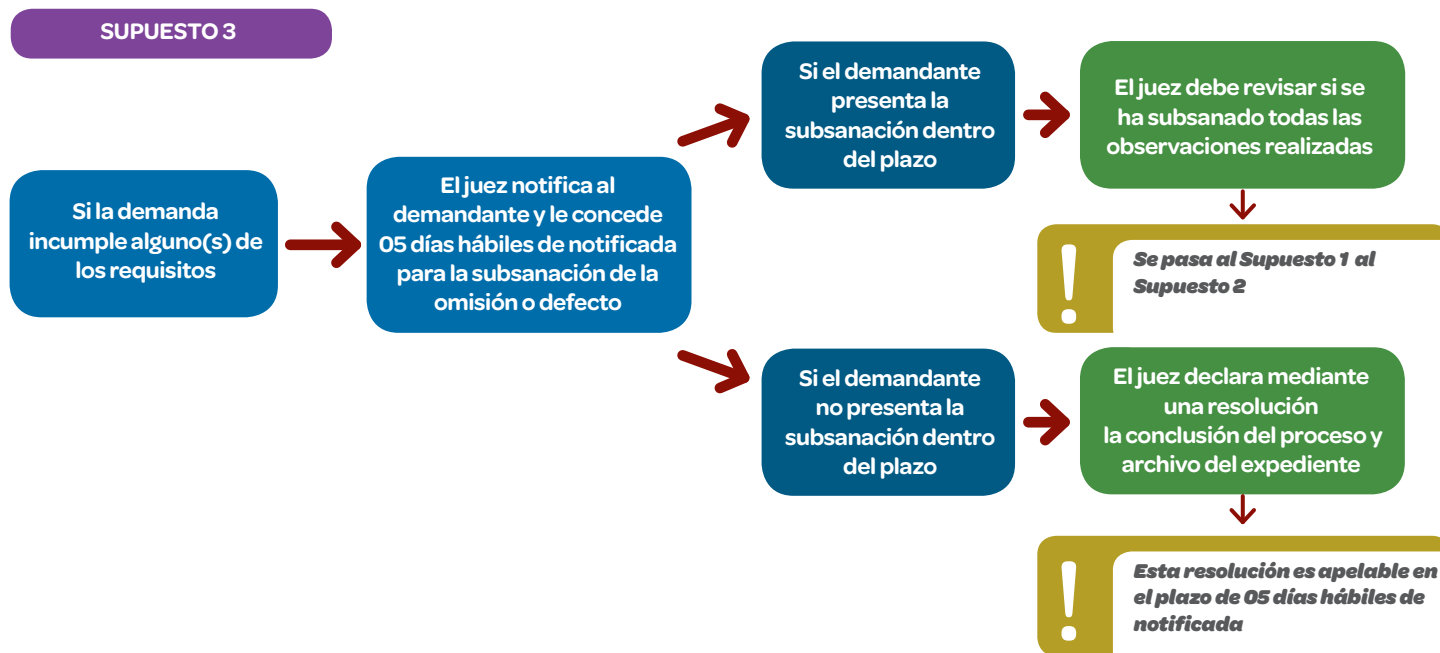 SUPUESTO 3
Si la demanda
incumple alguno(s) de
los requisitos
El juez notifica al
demandante y le concede
05 días hábiles de notificada
para la subsanación de la
omisión o defecto
Si el demandante
presenta la
subsanación dentro
del plazo
El juez debe revisar si se
ha subsanado todas las
observaciones realizadas
!
Se pasa al Supuesto 1 al
Supuesto 2
Si el demandante
no presenta la
subsanación dentro
del plazo
El juez declara mediante
una resolución
la conclusión del proceso y
archivo del expediente
!
Esta resolución es apelable en
el plazo de 05 días hábiles de
notificada